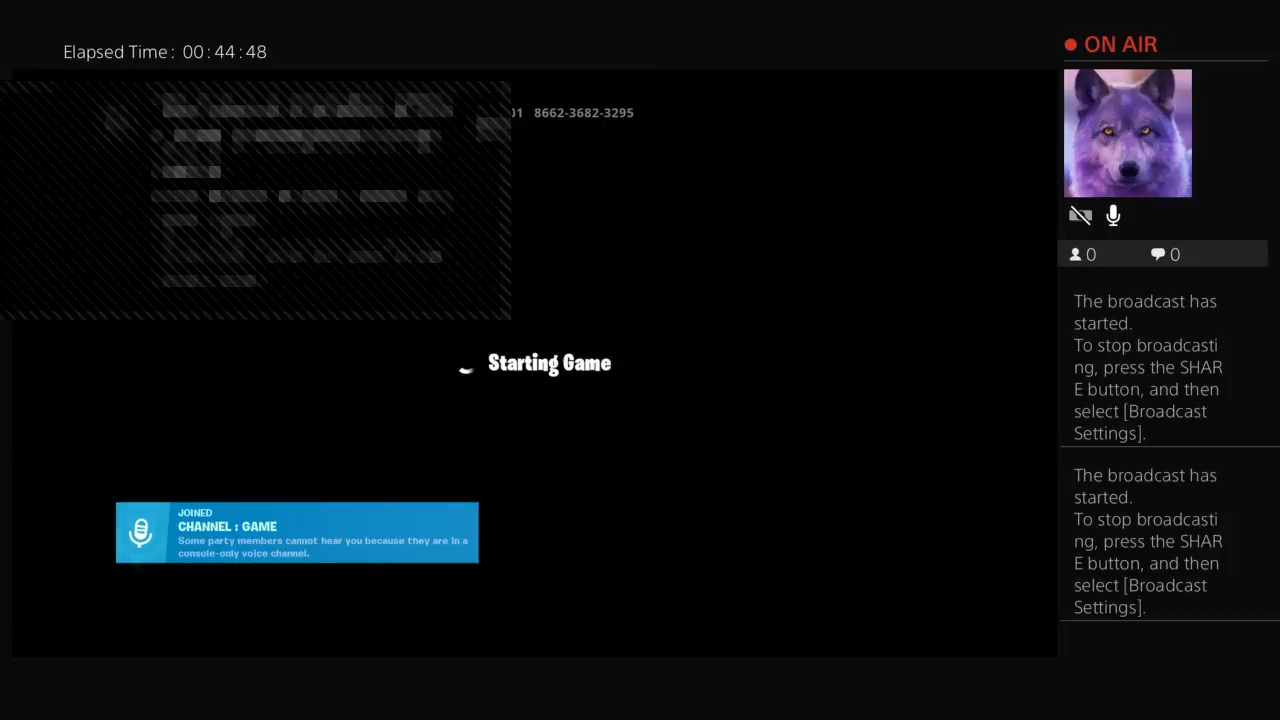 Elapsed Time: 00:44:48
ON AIR
01 8662-3682-3295
0 0
The broadcast has
started.
To stop broadcasti
ng, press the SHAR
E button, and then
select [Broadcast
Settings].
Starting Game
The broadcast has
started.
To stop broadcasti
ng, press the SHAR
E button, and then
select [Broadcast
Settings].
JOINED
CHANNEL : GAME
Some party members cannot hear you because they are in a
console-only voice channel.